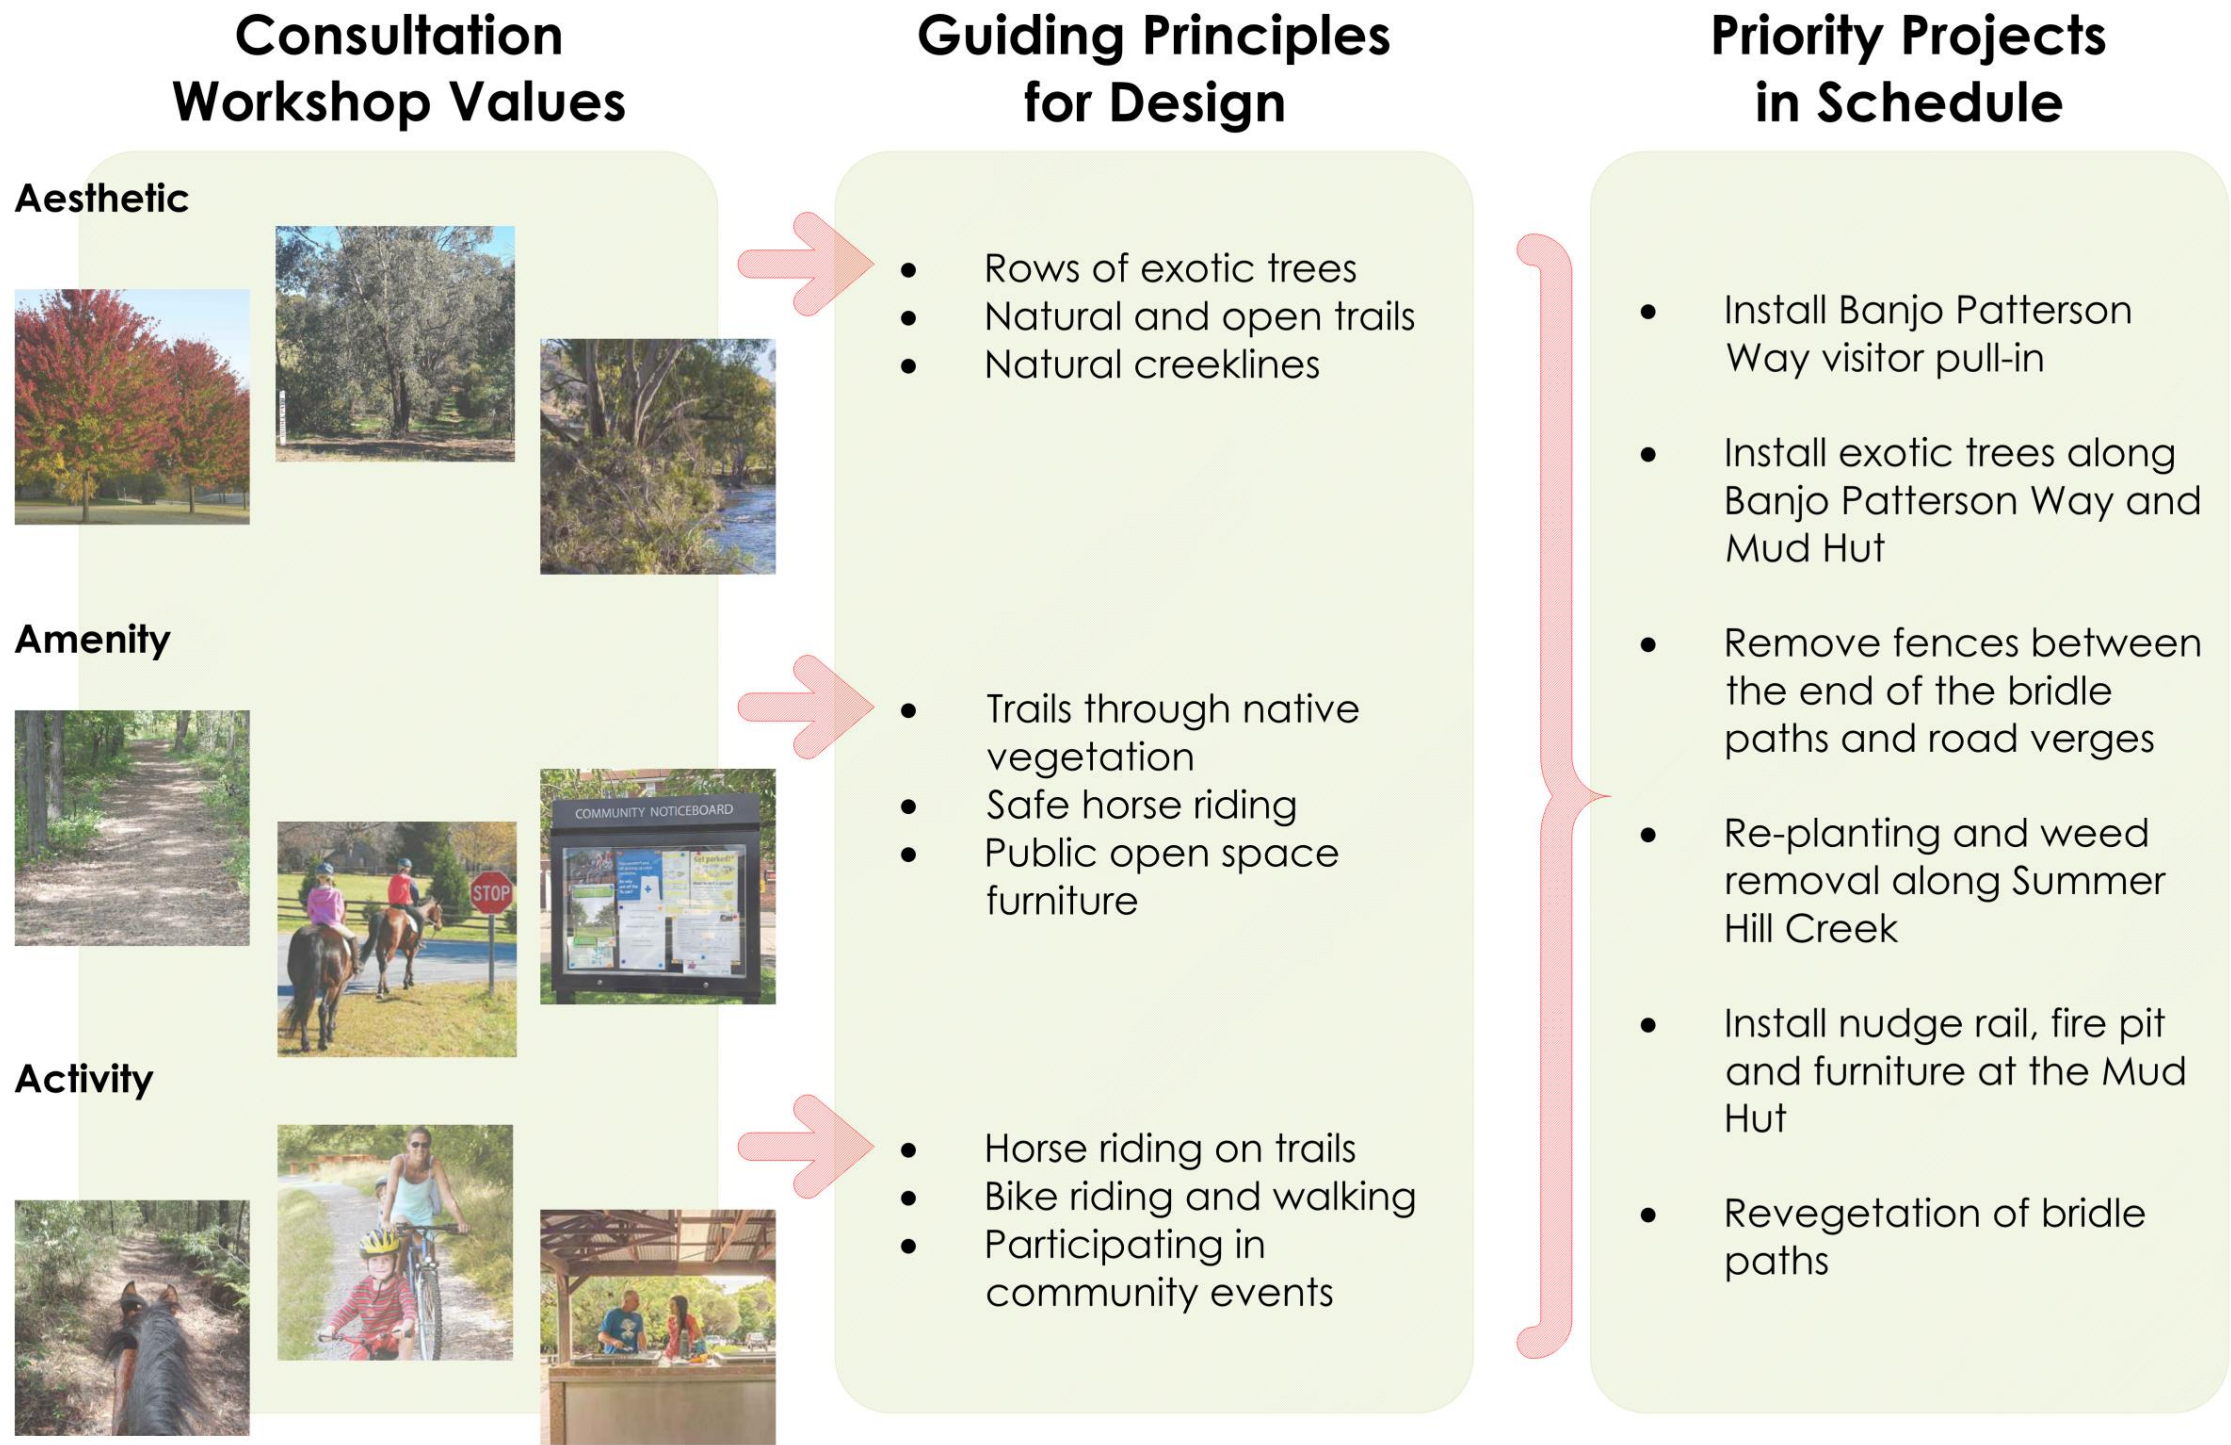 Consultation
Workshop Values
Guiding Principles
for Design
Priority Projects
in Schedule
Aesthetic
Amenity
COMMUNITY NOTICEBOARD
STOP
Activity
• Rows of exotic trees
• Natural and open trails
• Natural creeklines
• Trails through native
vegetation
• Safe horse riding
• Public open space
furniture
• Horse riding on trails
• Bike riding and walking
• Participating in
community events
• Install Banjo Patterson
Way visitor pull-in
• Install exotic trees along
Banjo Patterson Way and
Mud Hut
• Remove fences between
the end of the bridle
paths and road verges
• Re-planting and weed
removal along Summer
Hill Creek
• Install nudge rail, fire pit
and furniture at the Mud
Hut
• Revegetation of bridle
paths